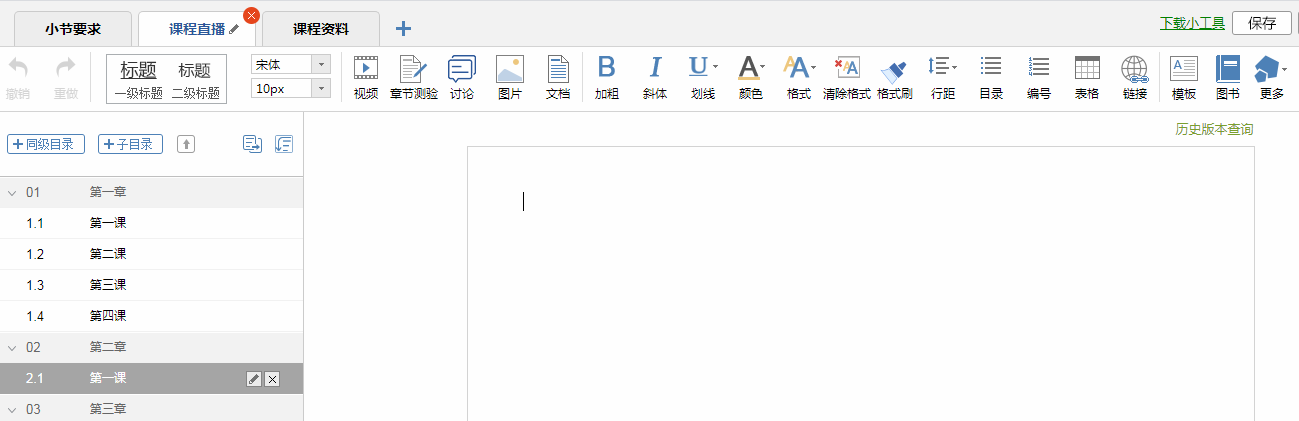 小节要求 课程直播 课程资料 下载小工具 保存
撤销 重做 标题 一级标题 标题 二级标题 宋体 10px 视频 章节测验 讨论 图片 文档 B 加粗 I 斜体 U 划线 A 颜色 AA 格式 清除格式 格式刷 行距 目录 编号 表格 链接 模板 图书 更多
历史版本查询
+同级目录 +子目录
01 第一章
1.1 第一课
1.2 第二课
1.3 第三课
1.4 第四课
02 第二章
2.1 第一课
03 第三章